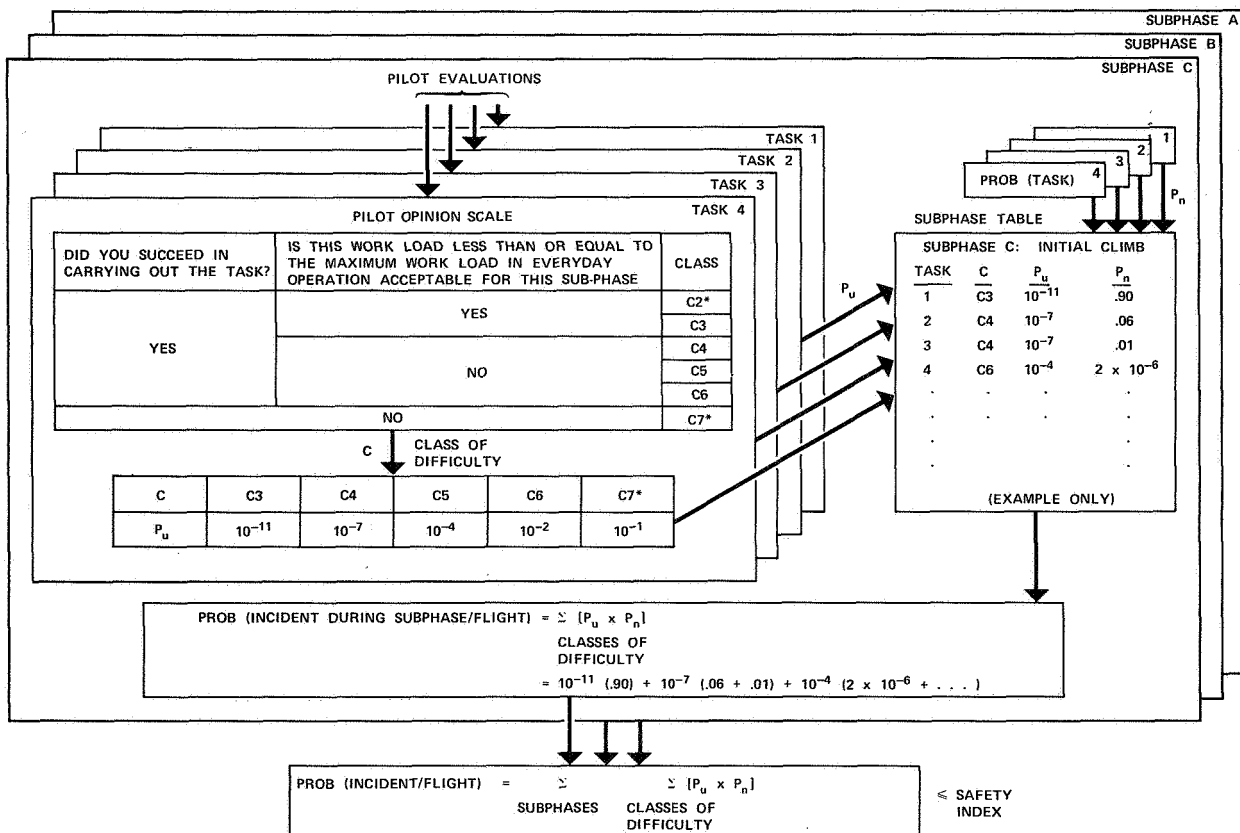 SUBPHASE A
SUBPHASE B
SUBPHASE C
PILOT EVALUATIONS
TASK 1
TASK 2
TASK 3
TASK 4
PILOT OPINION SCALE
DID YOU SUCCEED IN
CARRYING OUT THE TASK?
IS THIS WORK LOAD LESS THAN OR EQUAL TO
THE MAXIMUM WORK LOAD IN EVERYDAY
OPERATION ACCEPTABLE FOR THIS SUB-PHASE
CLASS
YES
YES
C2*
C3
NO
C4
C5
C6
NO
C7*
C
CLASS OF
DIFFICULTY
C C3 C4 C5 C6 C7*
Pu 10⁻¹¹ 10⁻⁷ 10⁻⁴ 10⁻² 10⁻¹
Pu
1
2
3
4
PROB (TASK)
Pn
SUBPHASE TABLE
SUBPHASE C: INITIAL CLIMB
TASK C Pu Pn
1 C3 10⁻¹¹ .90
2 C4 10⁻⁷ .06
3 C4 10⁻⁷ .01
4 C6 10⁻⁴ 2 x 10⁻⁶
. . . .
. . . .
. .
. .
(EXAMPLE ONLY)
PROB (INCIDENT DURING SUBPHASE/FLIGHT) = Σ [Pu x Pn]
CLASSES OF
DIFFICULTY
= 10⁻¹¹ (.90) + 10⁻⁷ (.06 + .01) + 10⁻⁴ (2 x 10⁻⁶ + . . . )
PROB (INCIDENT/FLIGHT) = Σ Σ [Pu x Pn]
SUBPHASES CLASSES OF
DIFFICULTY
≤ SAFETY
INDEX